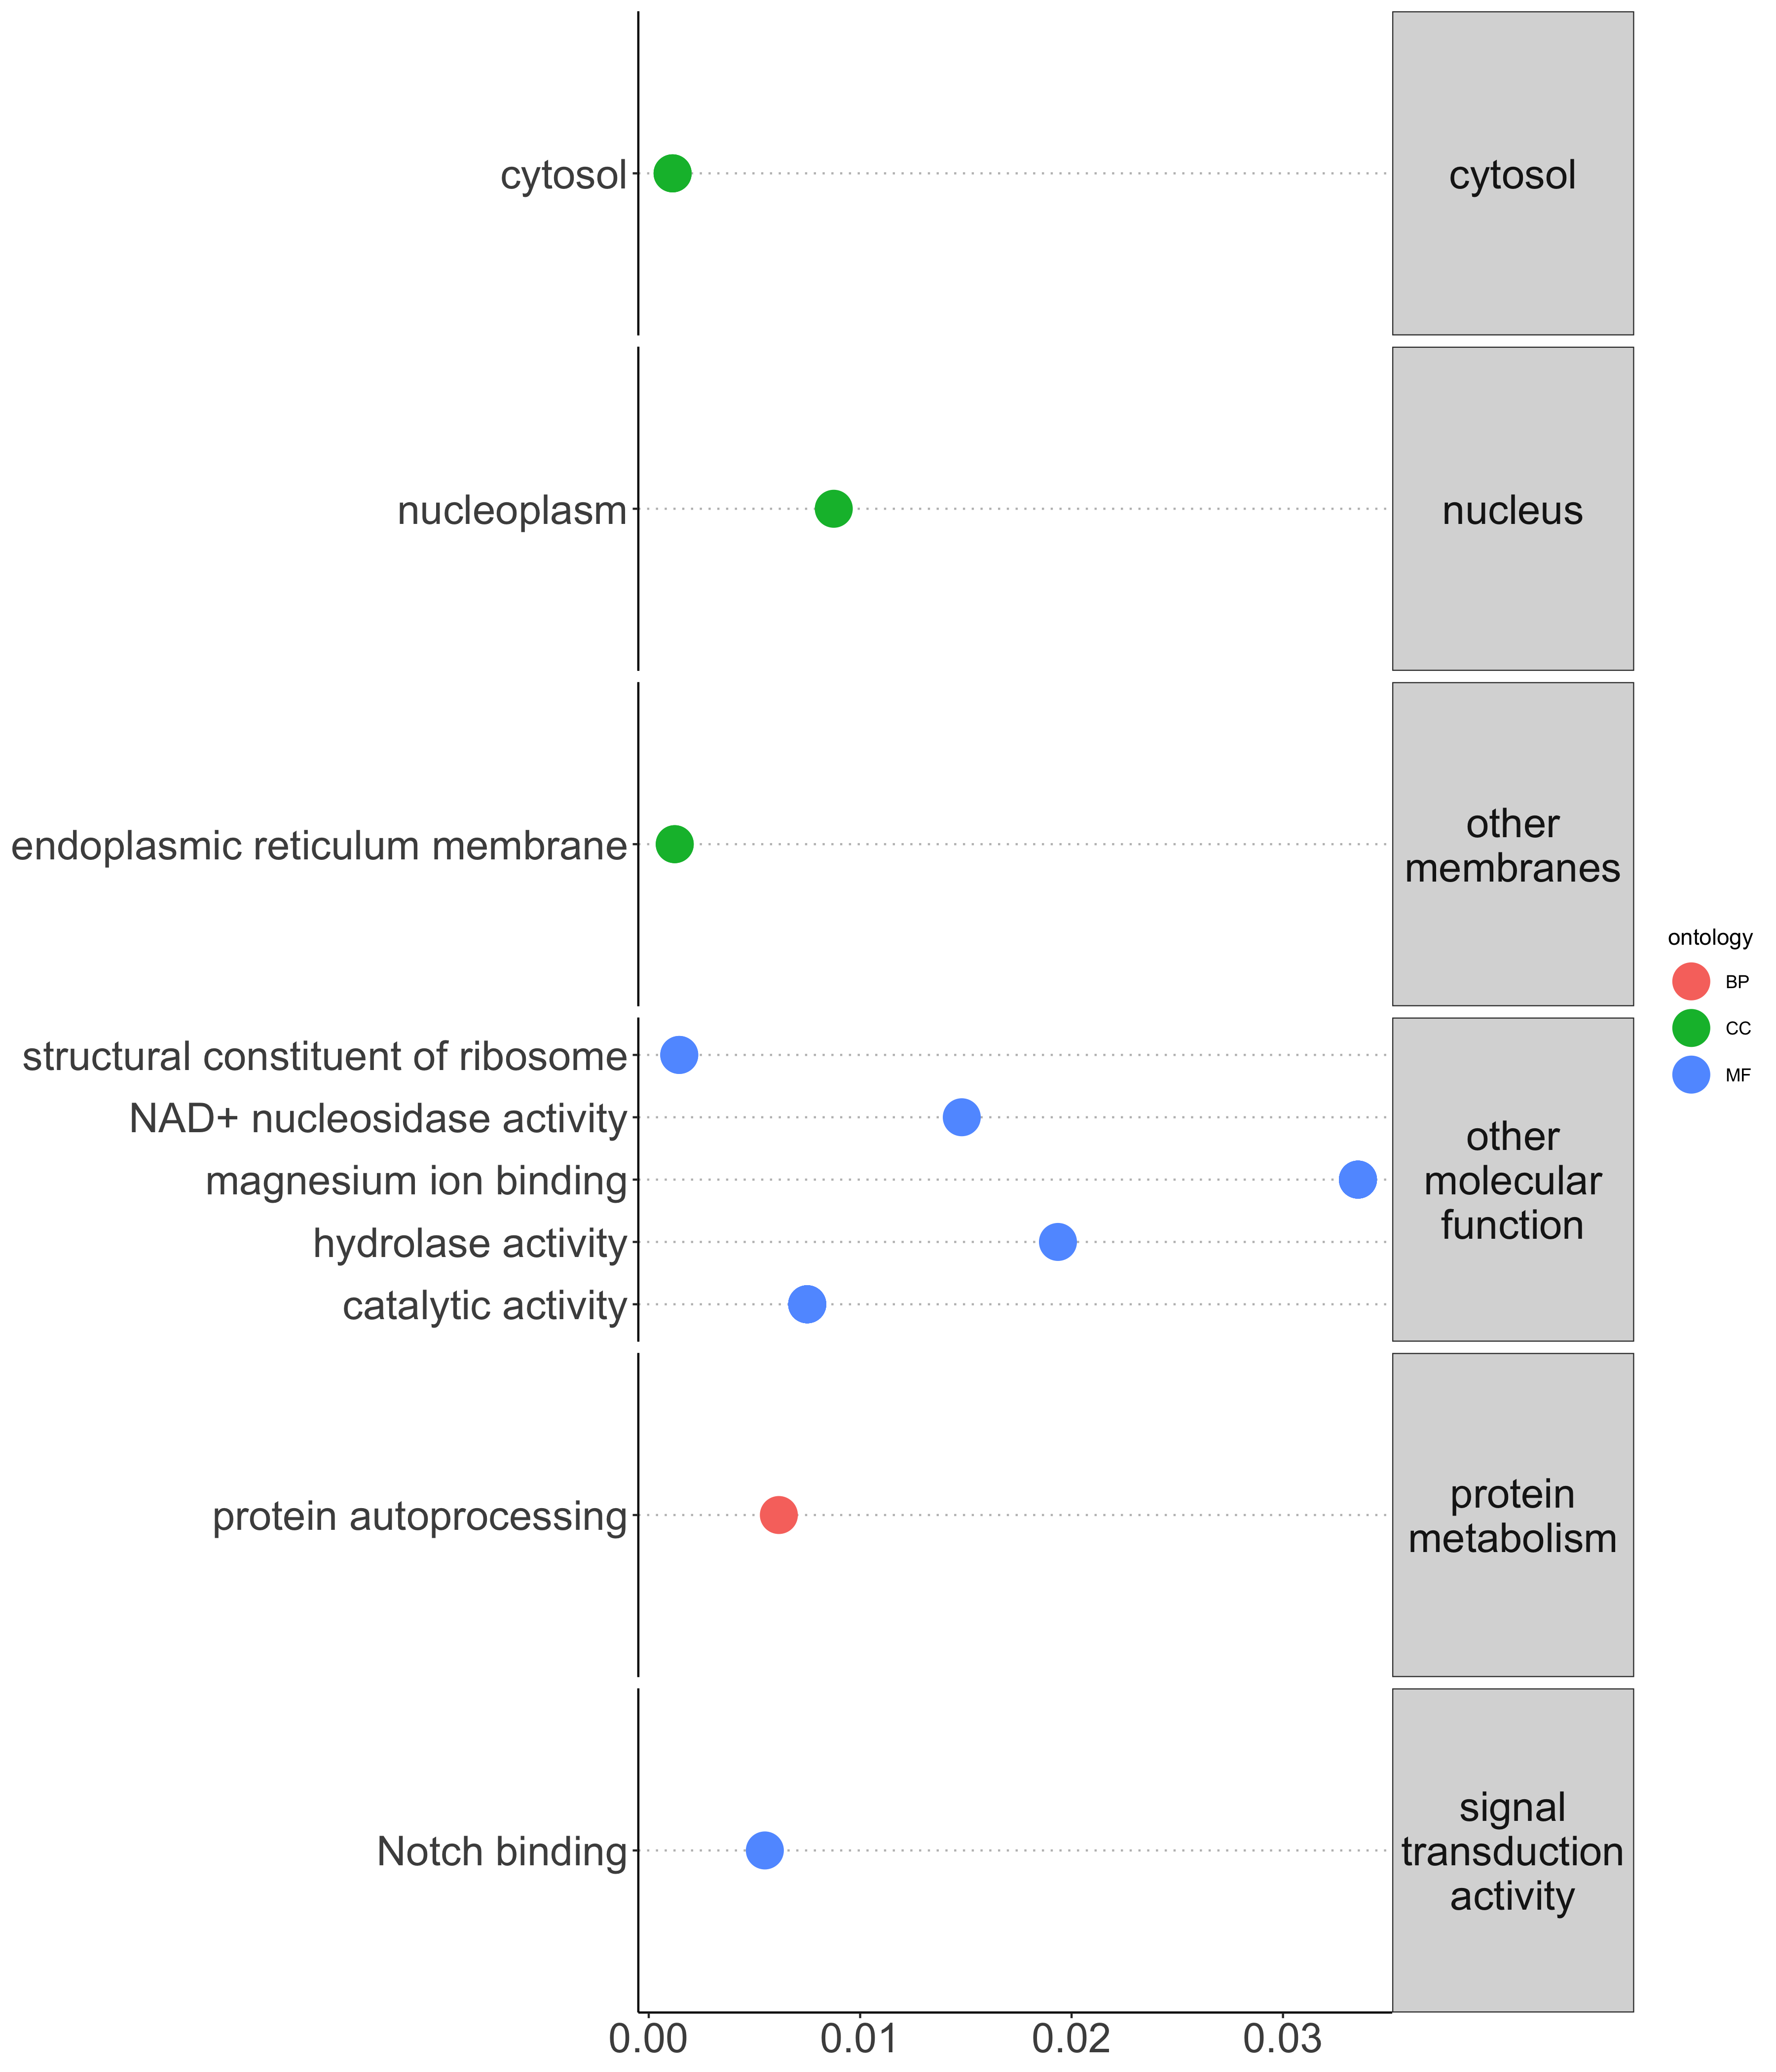 cytosol
cytosol
nucleoplasm
nucleus
endoplasmic reticulum membrane
other
membranes
structural constituent of ribosome
NAD+ nucleosidase activity
magnesium ion binding
hydrolase activity
catalytic activity
other
molecular
function
protein autoprocessing
protein
metabolism
Notch binding
signal
transduction
activity
0.00
0.01
0.02
0.03
ontology
BP
CC
MF